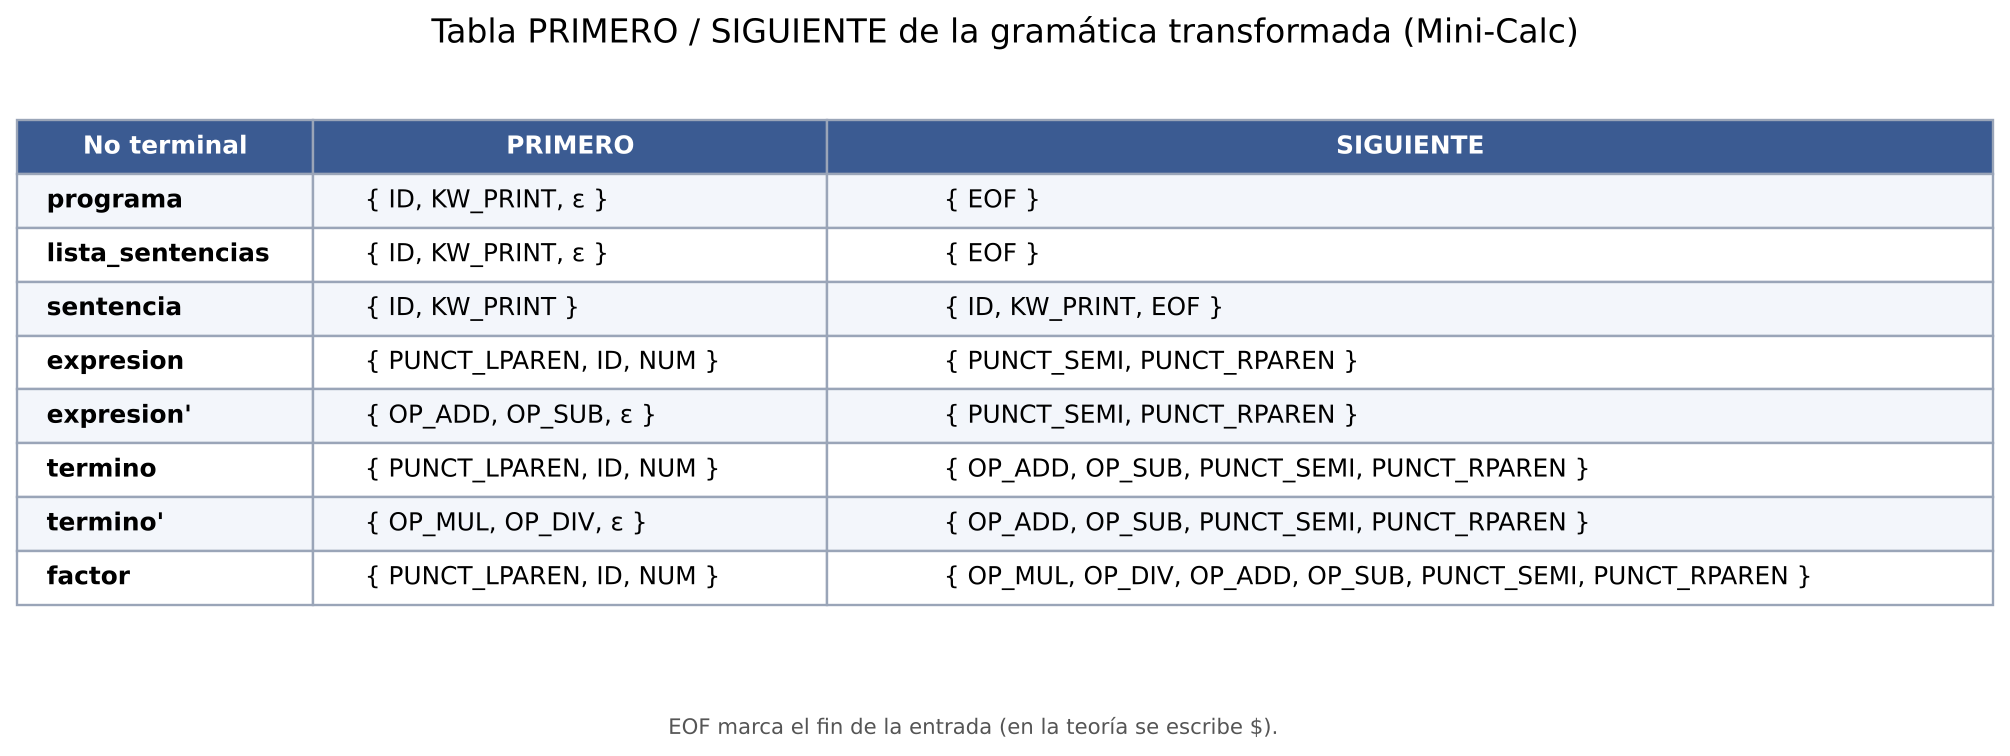 Tabla PRIMERO / SIGUIENTE de la gramática transformada (Mini-Calc)
No terminal PRIMERO SIGUIENTE
programa { ID, KW_PRINT, ε } { EOF }
lista_sentencias { ID, KW_PRINT, ε } { EOF }
sentencia { ID, KW_PRINT } { ID, KW_PRINT, EOF }
expresion { PUNCT_LPAREN, ID, NUM } { PUNCT_SEMI, PUNCT_RPAREN }
expresion' { OP_ADD, OP_SUB, ε } { PUNCT_SEMI, PUNCT_RPAREN }
termino { PUNCT_LPAREN, ID, NUM } { OP_ADD, OP_SUB, PUNCT_SEMI, PUNCT_RPAREN }
termino' { OP_MUL, OP_DIV, ε } { OP_ADD, OP_SUB, PUNCT_SEMI, PUNCT_RPAREN }
factor { PUNCT_LPAREN, ID, NUM } { OP_MUL, OP_DIV, OP_ADD, OP_SUB, PUNCT_SEMI, PUNCT_RPAREN }
EOF marca el fin de la entrada (en la teoría se escribe $).